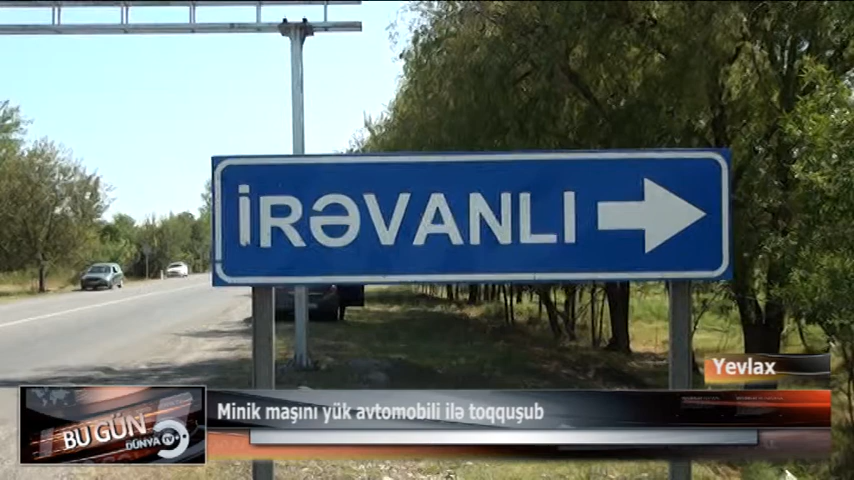 İRƏVANLI
Yevlax
Minik maşını yük avtomobili ilə toqquşub
BU GÜN
DÜNYA TV